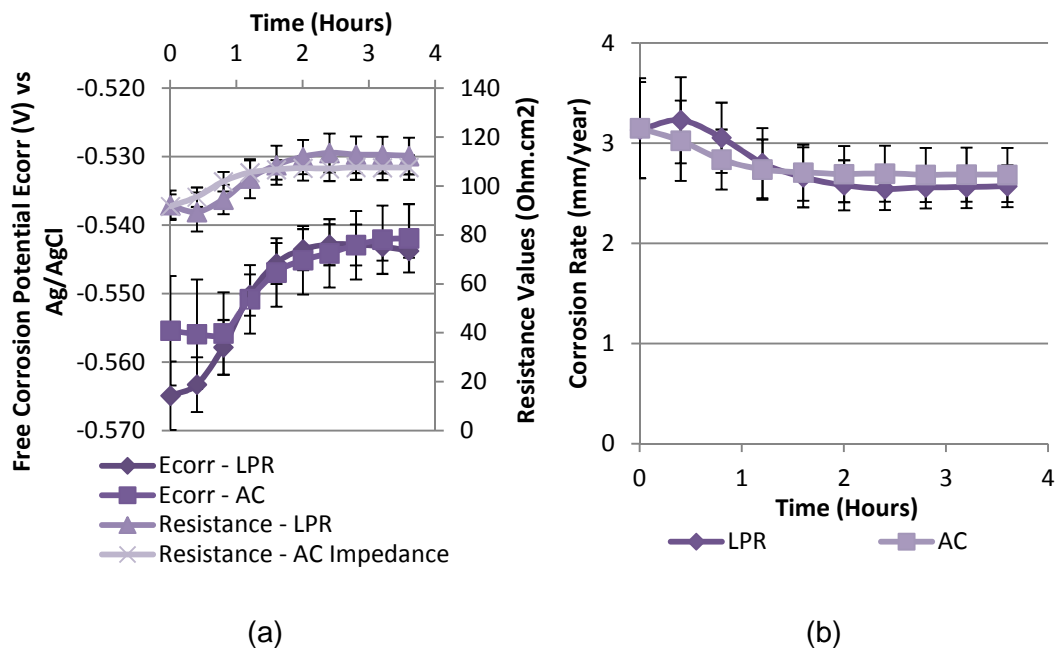 Time (Hours)
0 1 2 3 4
Free Corrosion Potential Ecorr (V) vs
Ag/AgCl
-0.520
-0.530
-0.540
-0.550
-0.560
-0.570
140
120
100
80
60
40
20
0
Resistance Values (Ohm.cm2)
Ecorr - LPR
Ecorr - AC
Resistance - LPR
Resistance - AC Impedance
(a)
Corrosion Rate (mm/year)
4
3
2
1
0
0 1 2 3 4
Time (Hours)
LPR AC
(b)